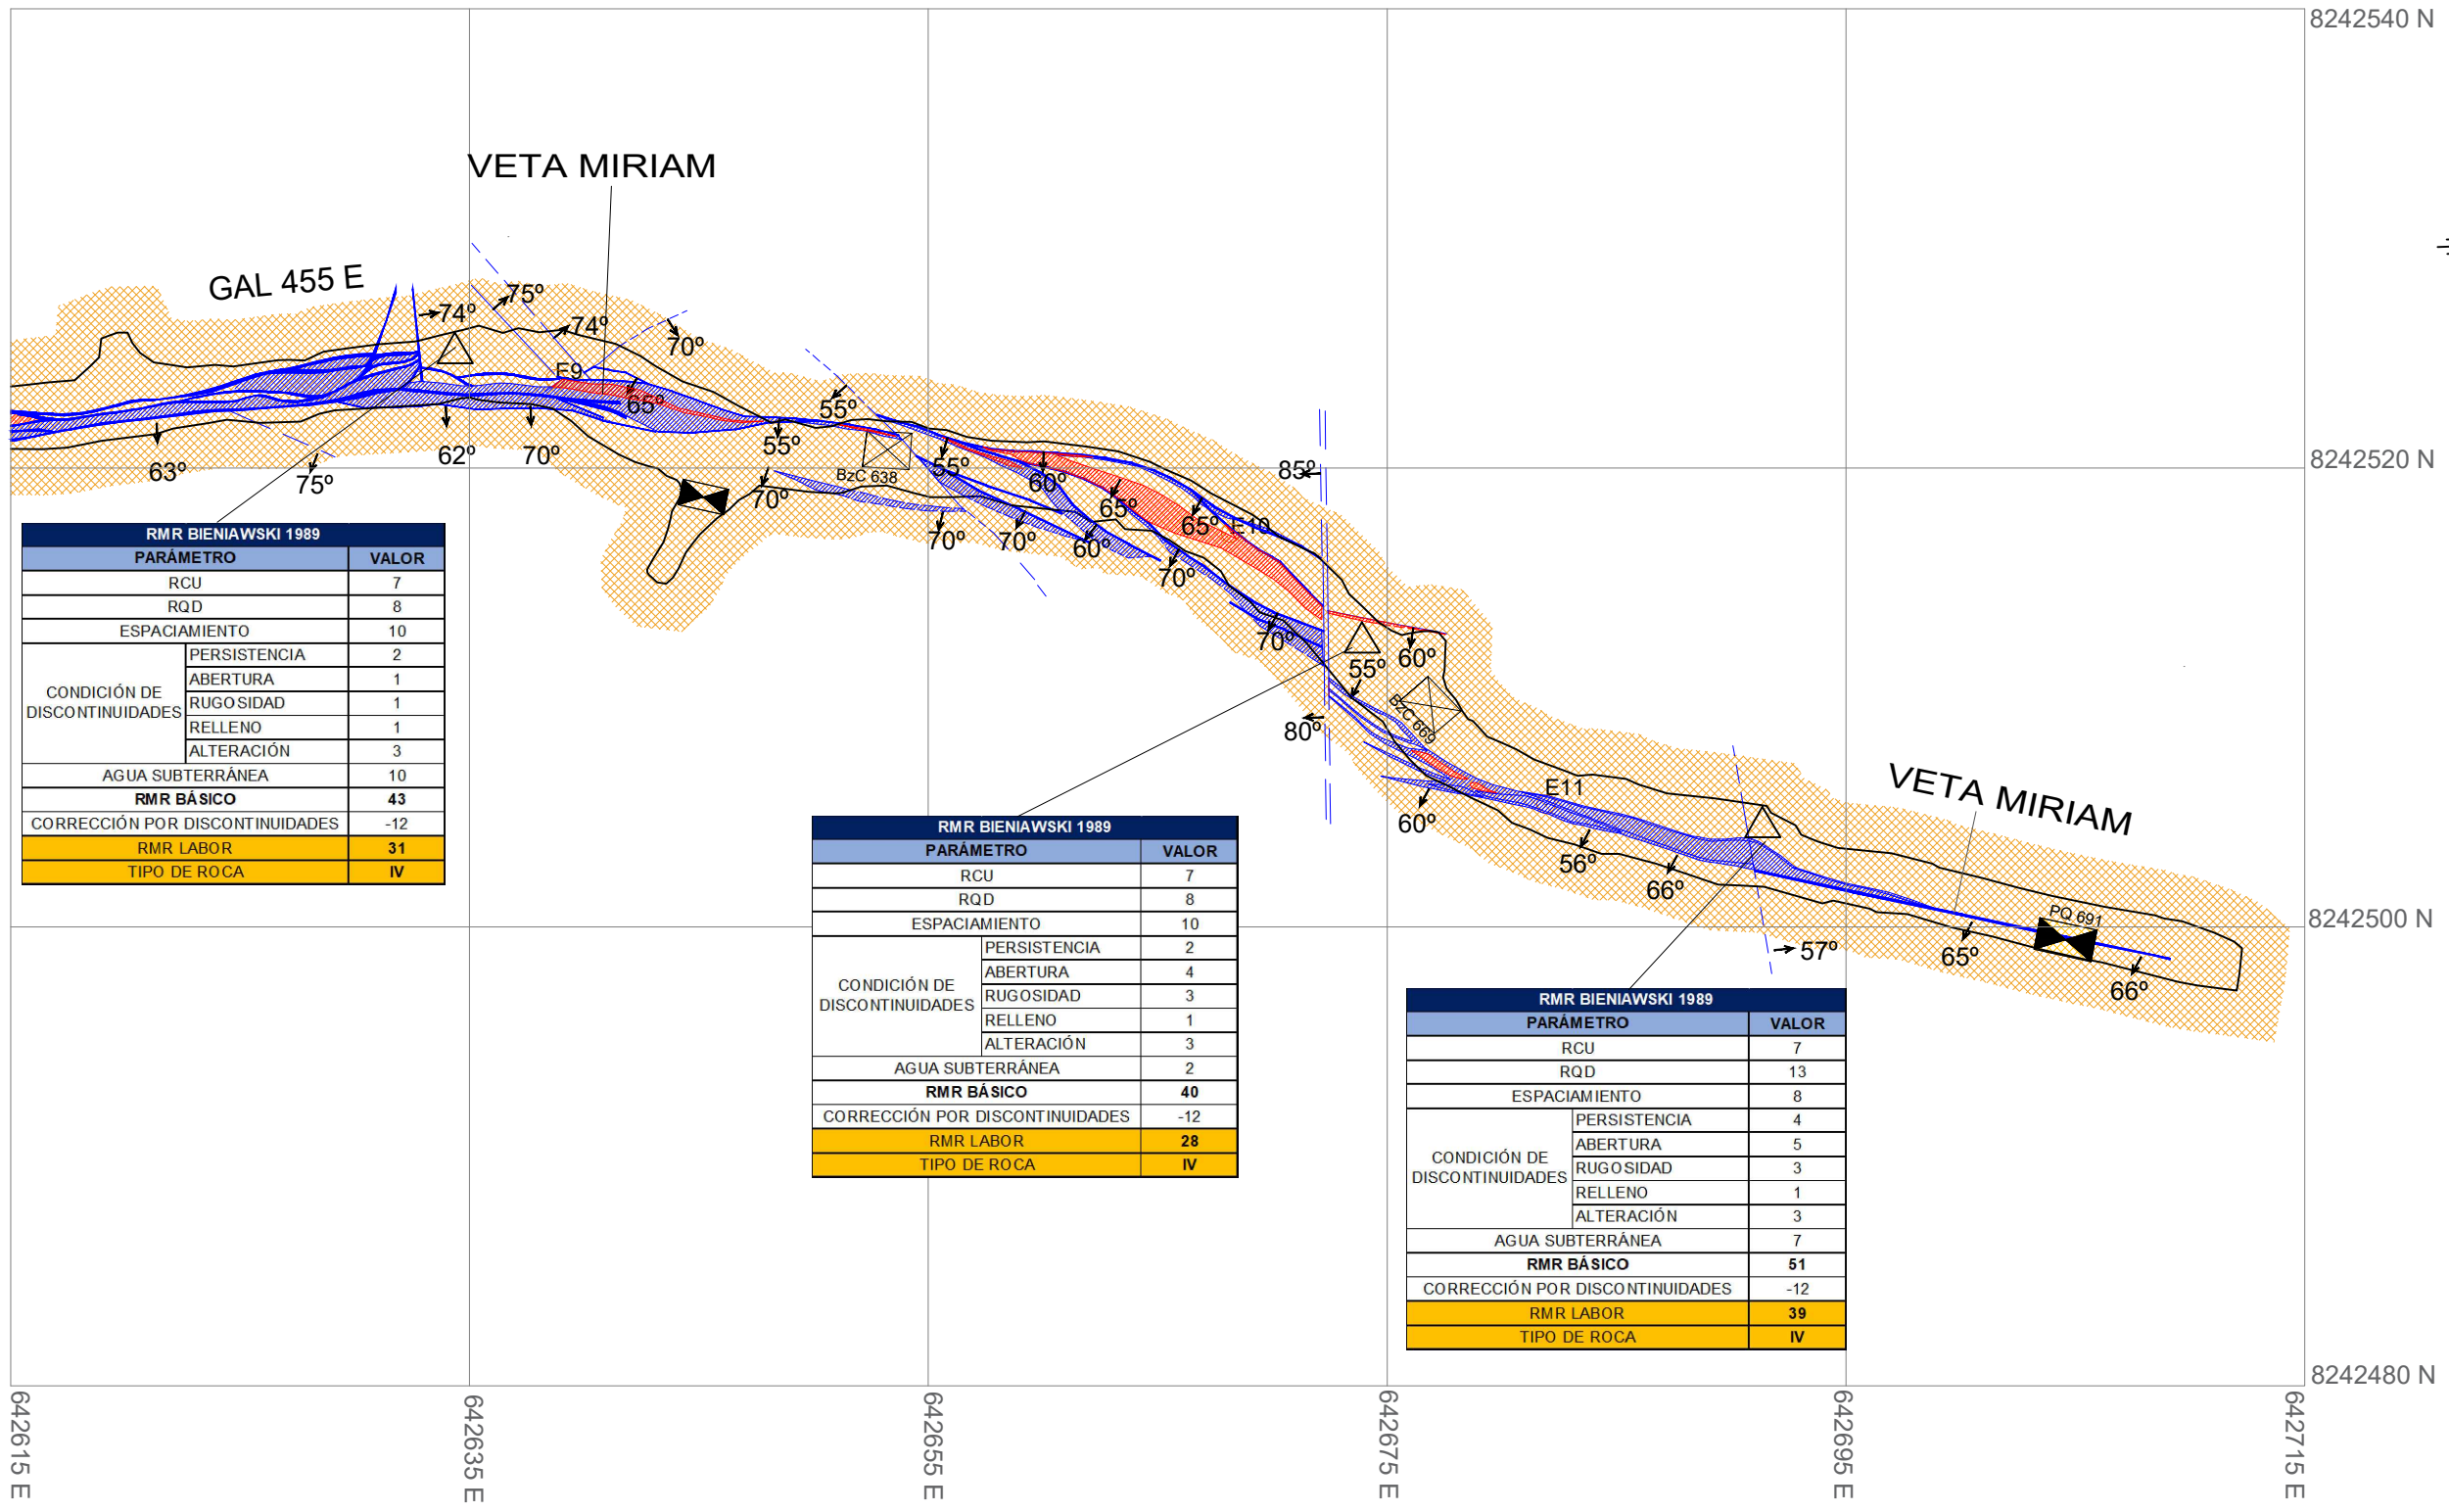 8242540 N
VETA MIRIAM
GAL 455 E
75º
74º
74º
70º
E9
65º
55º
55º
63º
75º
62º
70º
BzC 638
70º
55º
60º
65º
65º
E10
85º
8242520 N
70º
70º
60º
70º
70º
55º
60º
BzC 669
80º
60º
E11
56º
66º
VETA MIRIAM
PQ 691
8242500 N
57º
65º
66º
RMR BIENIAWSKI 1989
PARÁMETRO VALOR
RCU 7
RQD 8
ESPACIAMIENTO 10
CONDICIÓN DE DISCONTINUIDADES
PERSISTENCIA 2
ABERTURA 1
RUGOSIDAD 1
RELLENO 1
ALTERACIÓN 3
AGUA SUBTERRÁNEA 10
RMR BÁSICO 43
CORRECCIÓN POR DISCONTINUIDADES -12
RMR LABOR 31
TIPO DE ROCA IV
RMR BIENIAWSKI 1989
PARÁMETRO VALOR
RCU 7
RQD 8
ESPACIAMIENTO 10
CONDICIÓN DE DISCONTINUIDADES
PERSISTENCIA 2
ABERTURA 4
RUGOSIDAD 3
RELLENO 1
ALTERACIÓN 3
AGUA SUBTERRÁNEA 2
RMR BÁSICO 40
CORRECCIÓN POR DISCONTINUIDADES -12
RMR LABOR 28
TIPO DE ROCA IV
RMR BIENIAWSKI 1989
PARÁMETRO VALOR
RCU 7
RQD 13
ESPACIAMIENTO 8
CONDICIÓN DE DISCONTINUIDADES
PERSISTENCIA 4
ABERTURA 5
RUGOSIDAD 3
RELLENO 1
ALTERACIÓN 3
AGUA SUBTERRÁNEA 7
RMR BÁSICO 51
CORRECCIÓN POR DISCONTINUIDADES -12
RMR LABOR 39
TIPO DE ROCA IV
8242480 N
642615 E
642635 E
642655 E
642675 E
642695 E
642715 E